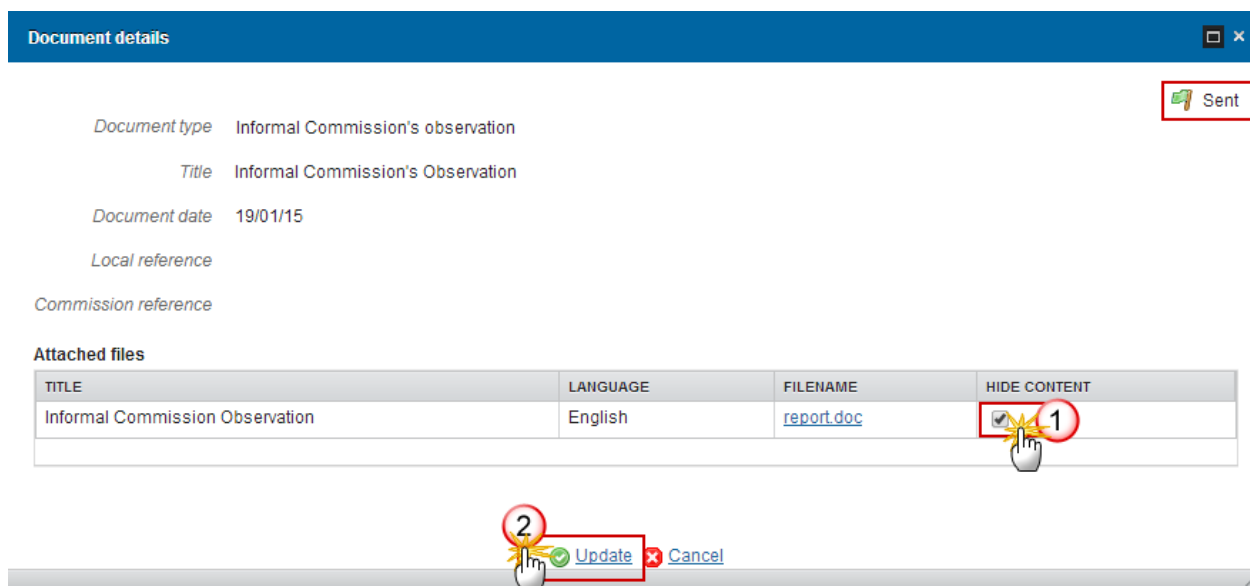 Document details
Sent
Document type Informal Commission's observation
Title Informal Commission's Observation
Document date 19/01/15
Local reference
Commission reference
Attached files
TITLE LANGUAGE FILENAME HIDE CONTENT
Informal Commission Observation English report.doc 1
2
Update Cancel